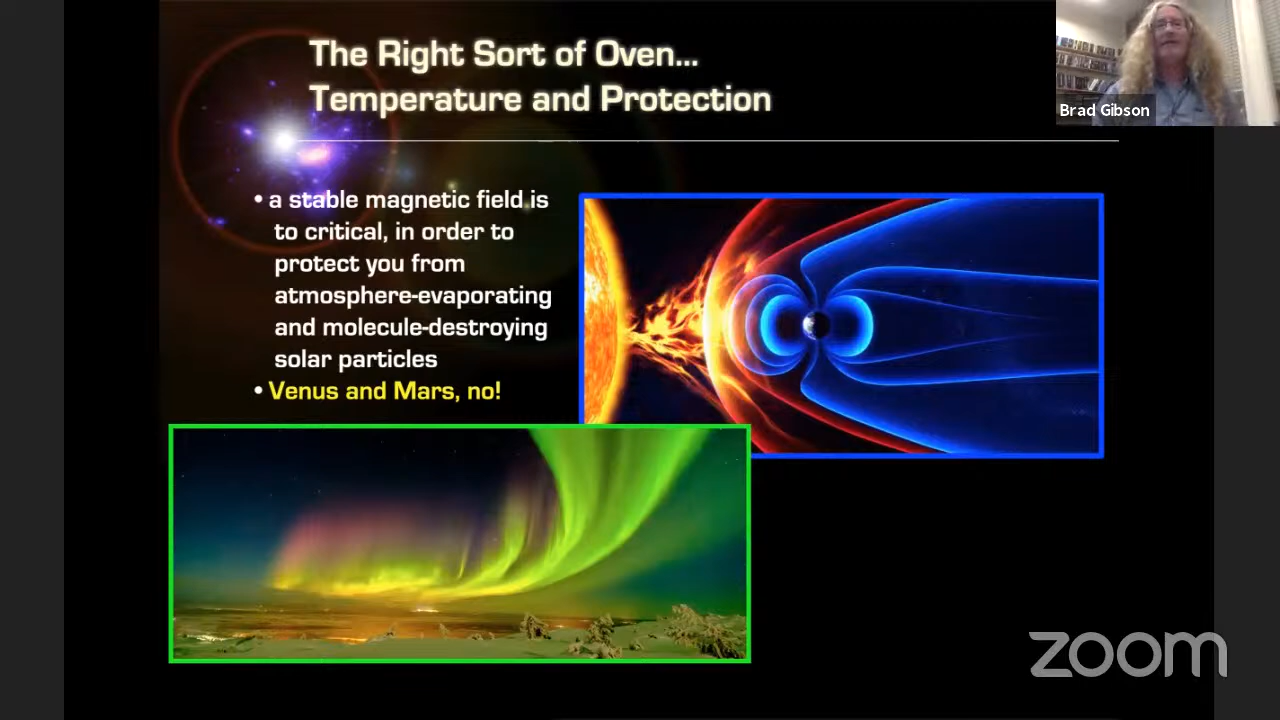 The Right Sort of Oven...
Temperature and Protection
Brad Gibson
• a stable magnetic field is
to critical, in order to
protect you from
atmosphere-evaporating
and molecule-destroying
solar particles
• Venus and Mars, no!
zoom